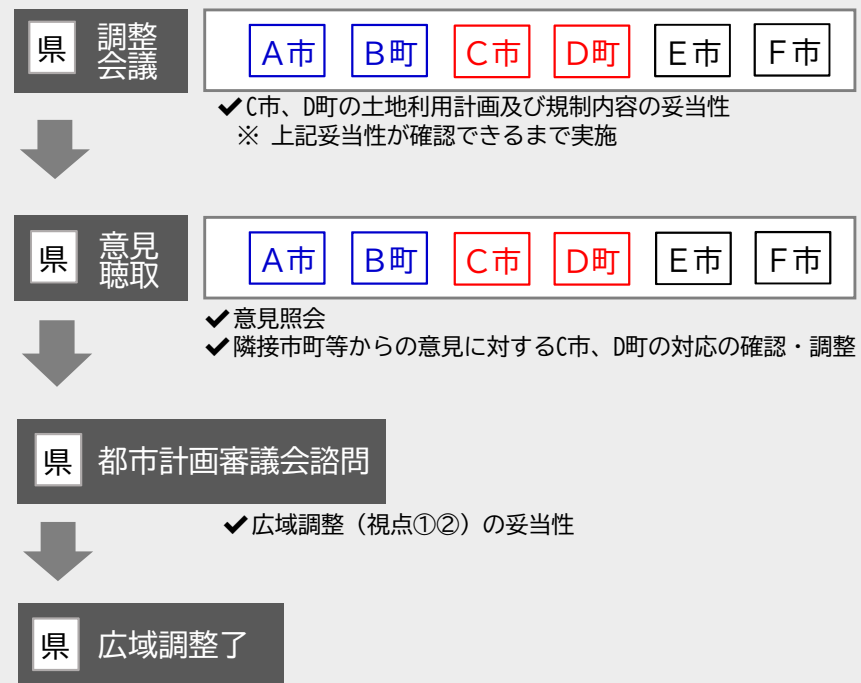 県 調整会議 A市 B町 C市 D町 E市 F市
✔C市、D町の土地利用計画及び規制内容の妥当性
※ 上記妥当性が確認できるまで実施
県 意見聴取 A市 B町 C市 D町 E市 F市
✔意見照会
✔隣接市町等からの意見に対するC市、D町の対応の確認・調整
県 都市計画審議会諮問
✔広域調整（視点①②）の妥当性
県 広域調整了